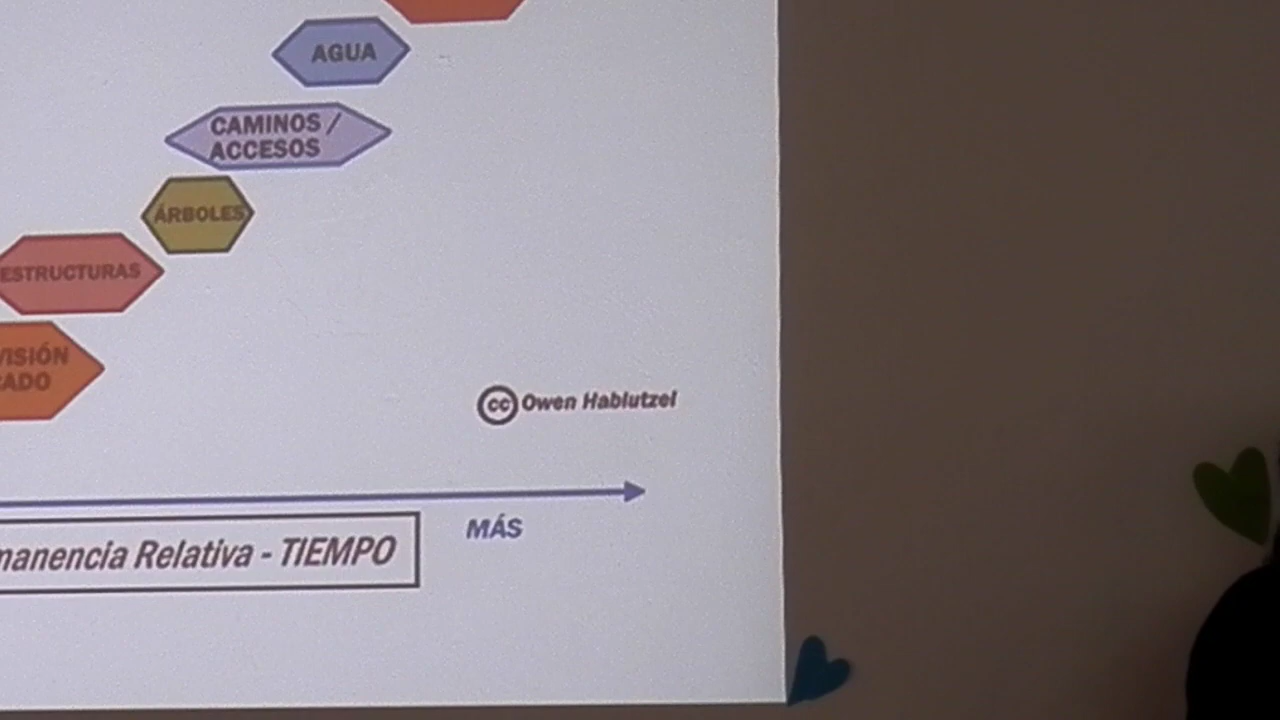 AGUA
CAMINOS /
ACCESOS
ÁRBOLES
ESTRUCTURAS
VISIÓN
ADO
cc Owen Hablutzel
MÁS
manencia Relativa - TIEMPO